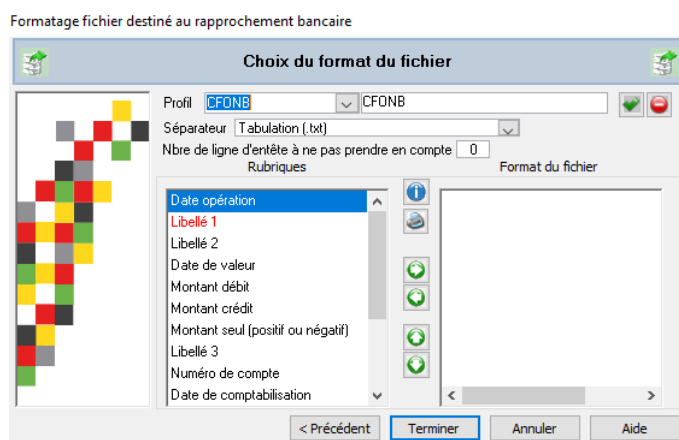 Formatage fichier destiné au rapprochement bancaire
Choix du format du fichier
Profil CFONB CFONB
Séparateur Tabulation (.txt)
Nbre de ligne d'entête à ne pas prendre en compte 0
Rubriques Format du fichier
Date opération
Libellé 1
Libellé 2
Date de valeur
Montant débit
Montant crédit
Montant seul (positif ou négatif)
Libellé 3
Numéro de compte
Date de comptabilisation
< Précédent Terminer Annuler Aide